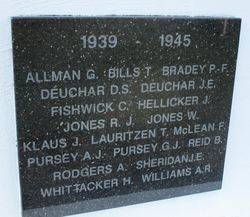 1939 - 1945
ALLMAN G. BILLS T. BRADEY P.F.
DEUCHAR D.S. DEUCHAR J.E.
FISHWICK C. HELLICKER J.
JONES R. J. JONES W.
KLAUS J. LAURITZEN T. McLEAN F.
PURSEY A.J. PURSEY G.J. REID B.
RODGERS A. SHERIDAN J.E.
WHITTACKER H. WILLIAMS A.R.